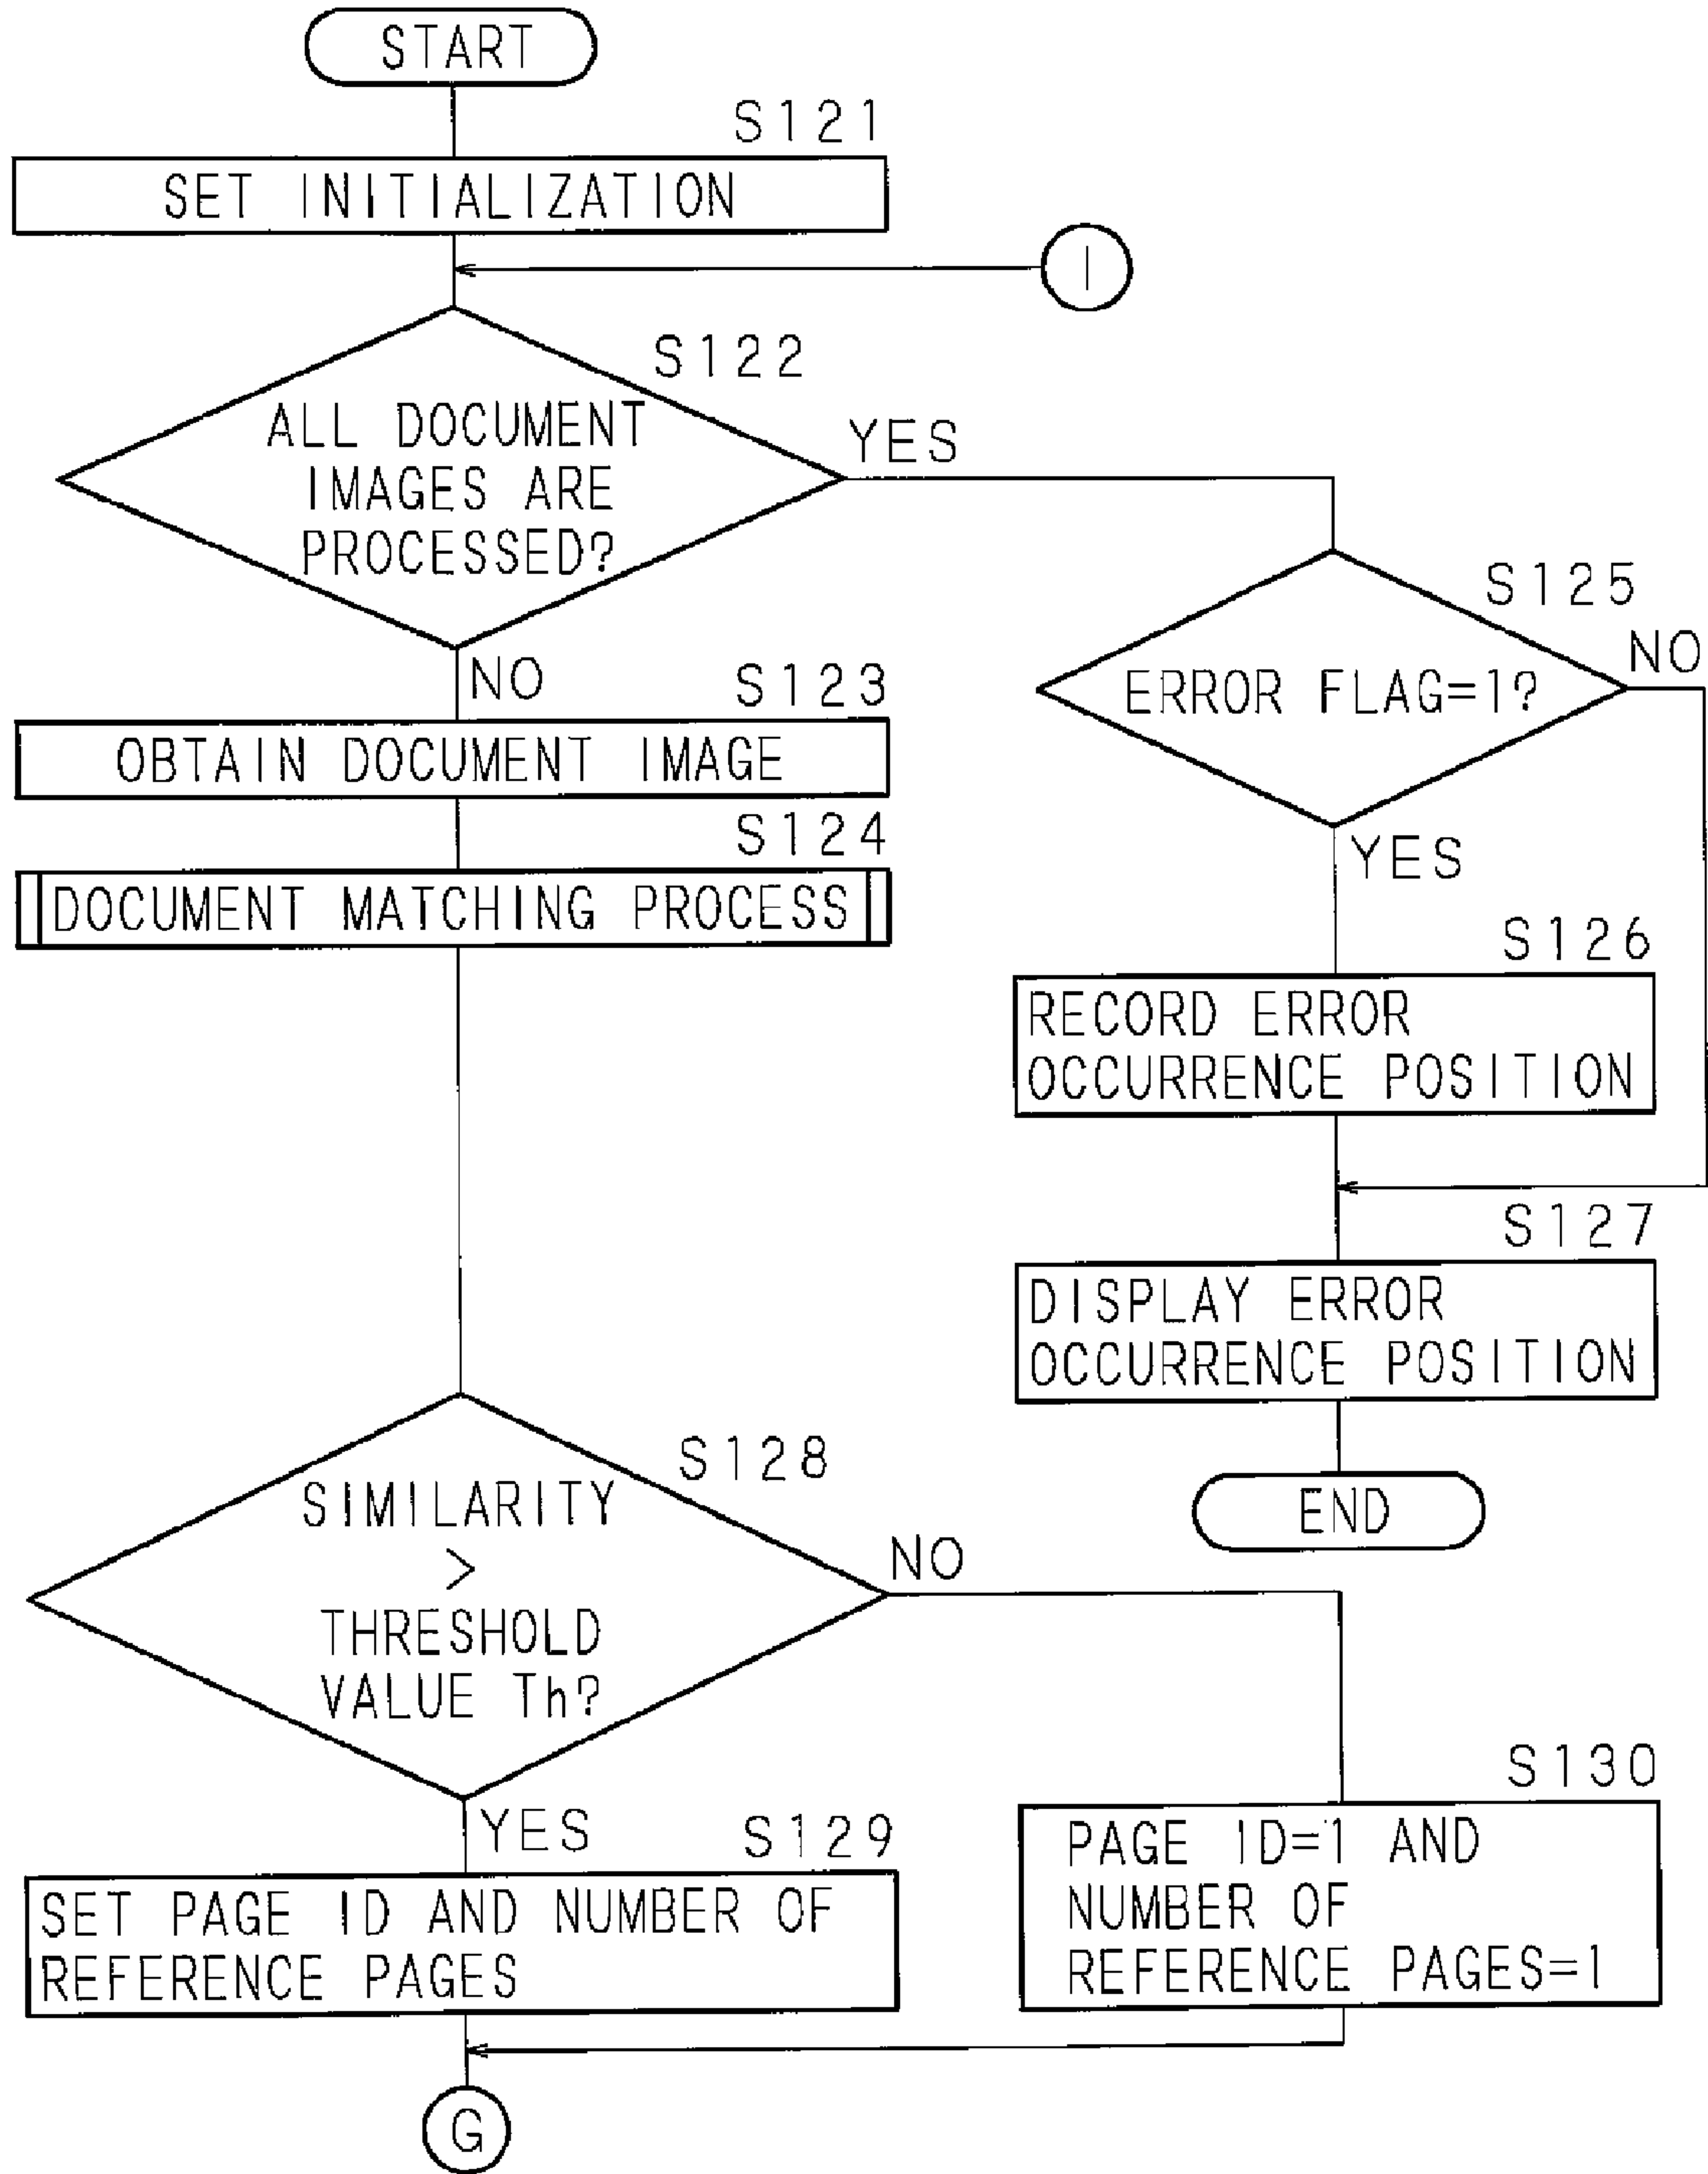 START
S121
SET INITIALIZATION
I
S122
ALL DOCUMENT
IMAGES ARE
PROCESSED?
YES
NO
S123
OBTAIN DOCUMENT IMAGE
S124
DOCUMENT MATCHING PROCESS
S125
ERROR FLAG=1?
NO
YES
S126
RECORD ERROR
OCCURRENCE POSITION
S127
DISPLAY ERROR
OCCURRENCE POSITION
END
S128
SIMILARITY
>
THRESHOLD
VALUE Th?
NO
YES
S129
SET PAGE ID AND NUMBER OF
REFERENCE PAGES
S130
PAGE ID=1 AND
NUMBER OF
REFERENCE PAGES=1
G